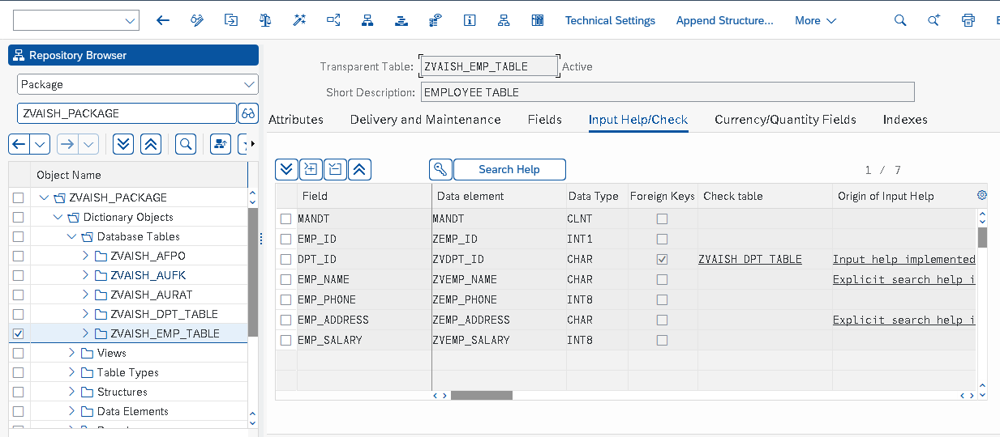 Technical Settings Append Structure... More
Repository Browser
Package
ZVAISH_PACKAGE
Object Name
ZVAISH_PACKAGE
Dictionary Objects
Database Tables
ZVAISH_AFPO
ZVAISH_AUFK
ZVAISH_AURAT
ZVAISH_DPT_TABLE
ZVAISH_EMP_TABLE
Views
Table Types
Structures
Data Elements
Transparent Table: ZVAISH_EMP_TABLE Active
Short Description: EMPLOYEE TABLE
Attributes Delivery and Maintenance Fields Input Help/Check Currency/Quantity Fields Indexes
Search Help 1 / 7
Field Data element Data Type Foreign Keys Check table Origin of Input Help
MANDT MANDT CLNT
EMP_ID ZEMP_ID INT1
DPT_ID ZVDPT_ID CHAR ZVAISH_DPT_TABLE Input help implemented
EMP_NAME ZVEMP_NAME CHAR Explicit search help i
EMP_PHONE ZEMP_PHONE INT8
EMP_ADDRESS ZEMP_ADDRESS CHAR Explicit search help i
EMP_SALARY ZVEMP_SALARY INT8